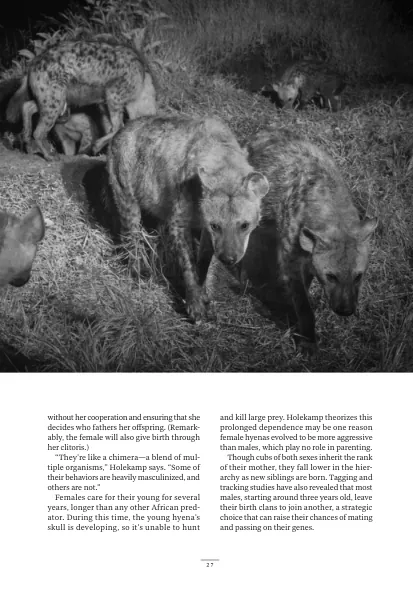 without her cooperation and ensuring that she
decides who fathers her offspring. (Remark-
ably, the female will also give birth through
her clitoris.)
“They’re like a chimera—a blend of mul-
tiple organisms,” Holekamp says. “Some of
their behaviors are heavily masculinized, and
others are not.”
Females care for their young for several
years, longer than any other African pred-
ator. During this time, the young hyena’s
skull is developing, so it’s unable to hunt
and kill large prey. Holekamp theorizes this
prolonged dependence may be one reason
female hyenas evolved to be more aggressive
than males, which play no role in parenting.
Though cubs of both sexes inherit the rank
of their mother, they fall lower in the hier-
archy as new siblings are born. Tagging and
tracking studies have also revealed that most
males, starting around three years old, leave
their birth clans to join another, a strategic
choice that can raise their chances of mating
and passing on their genes.
27